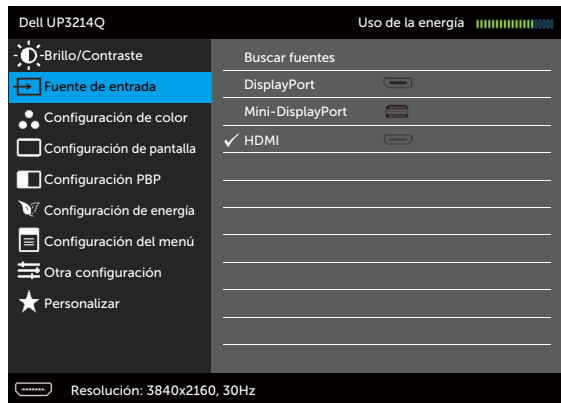 Dell UP3214Q
Uso de la energía
Brillo/Contraste
Fuente de entrada
Configuración de color
Configuración de pantalla
Configuración PBP
Configuración de energía
Configuración del menú
Otra configuración
Personalizar
Buscar fuentes
DisplayPort
Mini-DisplayPort
HDMI
Resolución: 3840x2160, 30Hz